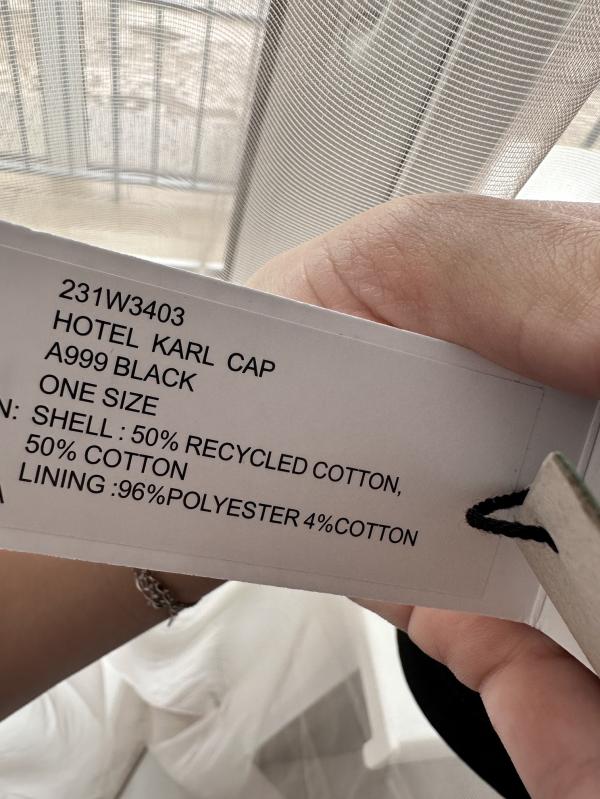 231W3403
HOTEL KARL CAP
A999 BLACK
ONE SIZE
N: SHELL : 50% RECYCLED COTTON,
50% COTTON
LINING :96%POLYESTER 4%COTTON